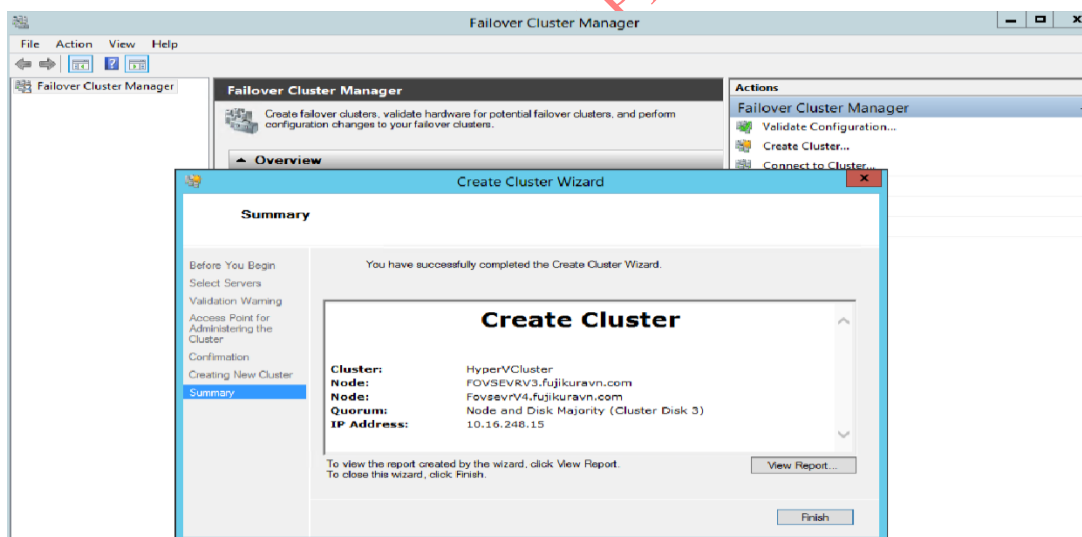 Failover Cluster Manager
File Action View Help
Failover Cluster Manager
Failover Cluster Manager
Create failover clusters, validate hardware for potential failover clusters, and perform
configuration changes to your failover clusters.
Overview
Actions
Failover Cluster Manager
Validate Configuration...
Create Cluster...
Connect to Cluster...
Create Cluster Wizard
Summary
Before You Begin
Select Servers
Validation Warning
Access Point for
Administering the
Cluster
Confirmation
Creating New Cluster
Summary
You have successfully completed the Create Cluster Wizard.
Create Cluster
Cluster: HyperVCluster
Node: FOVSEVRV3.fujikuravn.com
Node: FovsevrV4.fujikuravn.com
Quorum: Node and Disk Majority (Cluster Disk 3)
IP Address: 10.16.248.15
To view the report created by the wizard, click View Report.
To close this wizard, click Finish.
View Report...
Finish